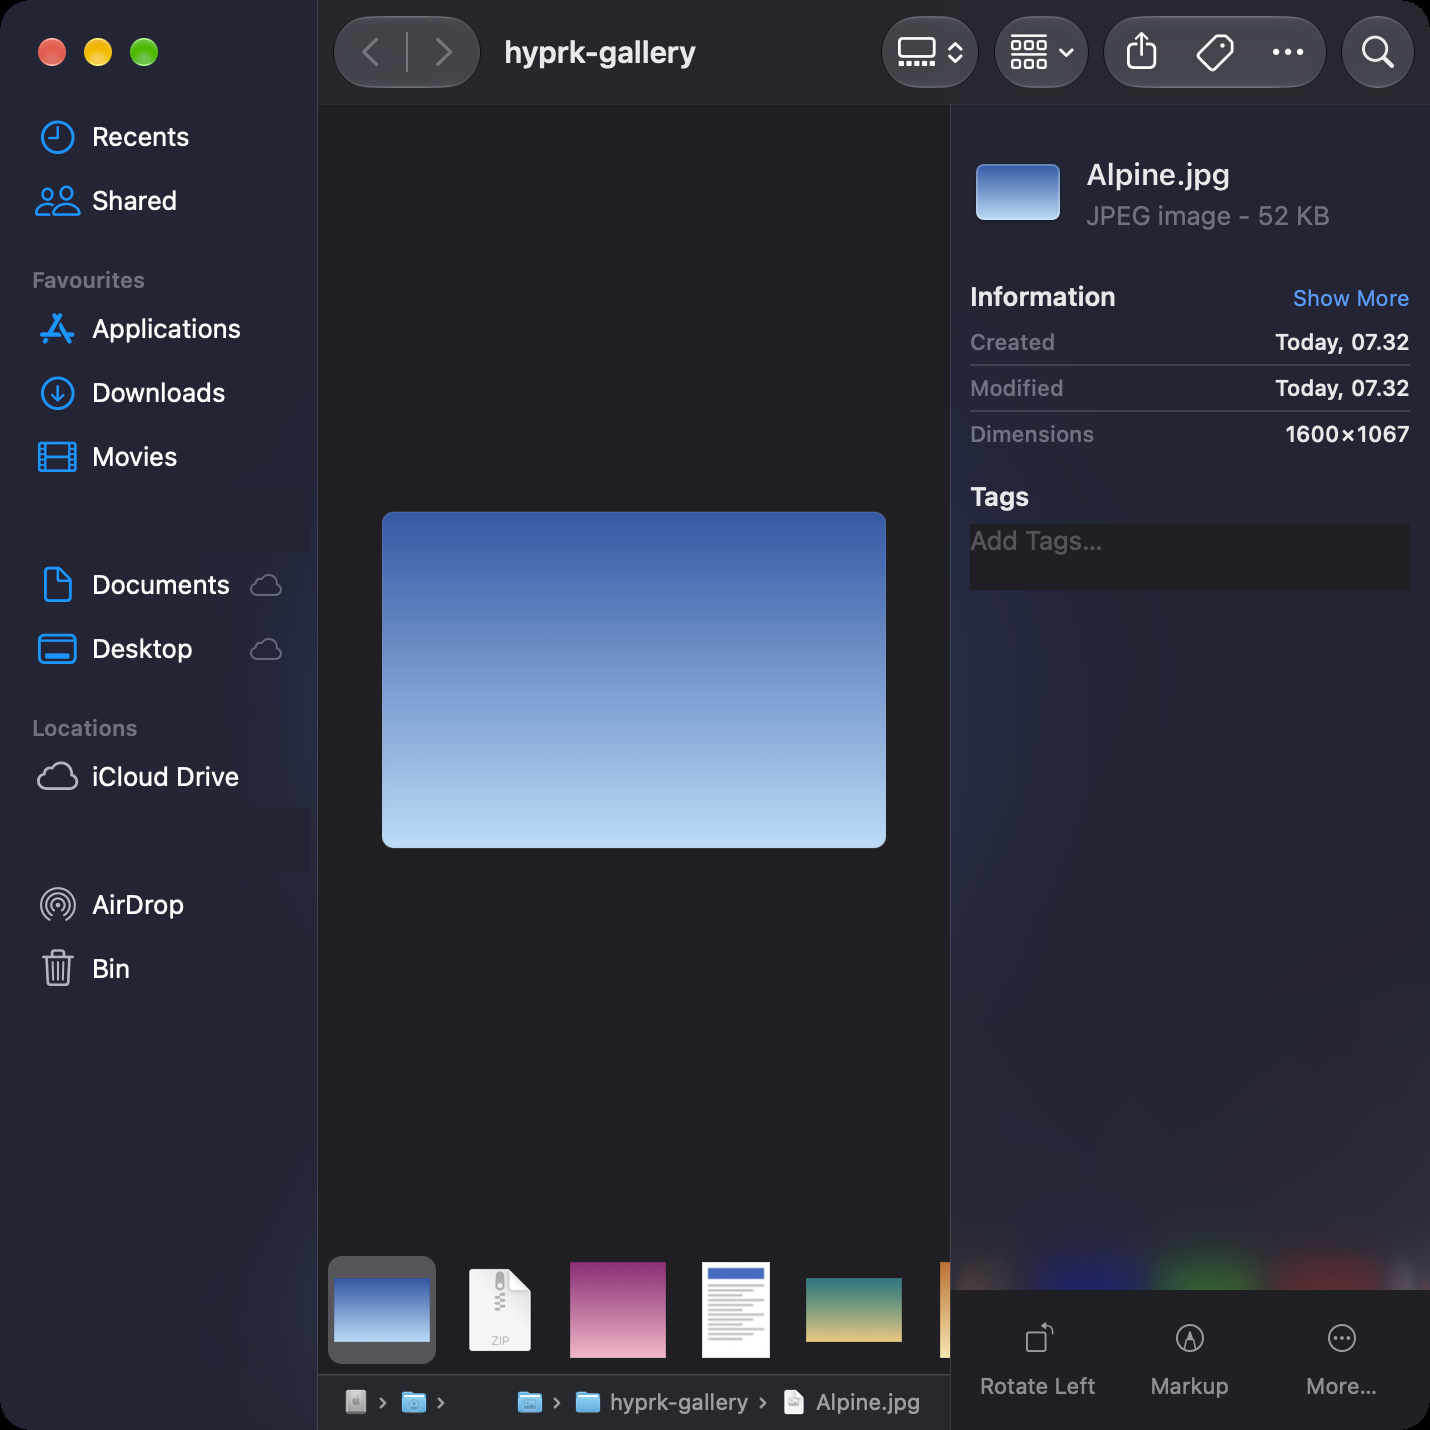 hyprk-gallery
Recents
Shared
Favourites
Applications
Downloads
Movies
Documents
Desktop
Locations
iCloud Drive
AirDrop
Bin
Alpine.jpg
JPEG image - 52 KB
Information
Show More
Created
Today, 07.32
Modified
Today, 07.32
Dimensions
1600×1067
Tags
Add Tags...
ZIP
hyprk-gallery
Alpine.jpg
Rotate Left
Markup
More...